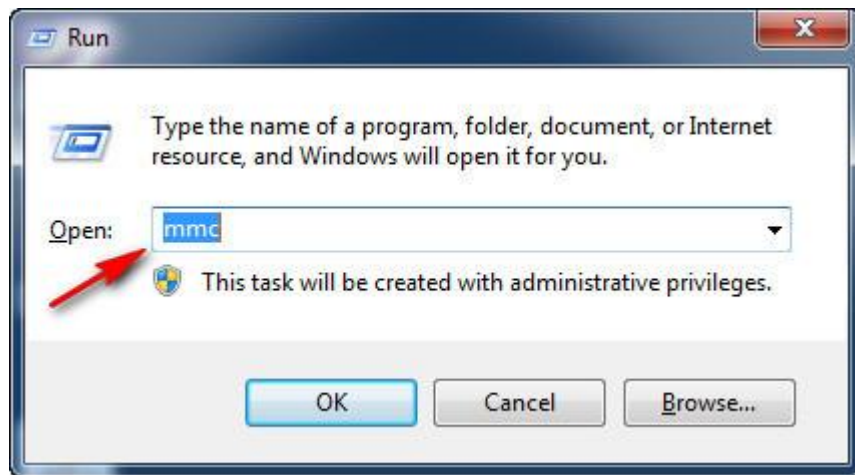 Run
Type the name of a program, folder, document, or Internet
resource, and Windows will open it for you.
Open: mmc
This task will be created with administrative privileges.
OK Cancel Browse...